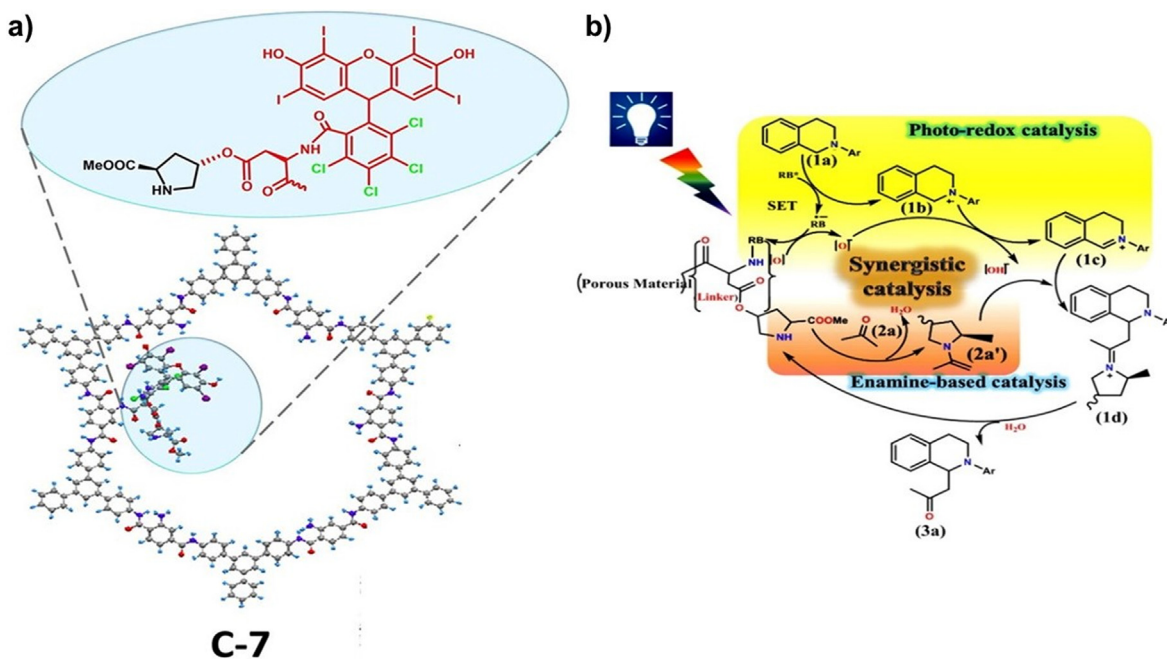 a)
I
I
HO
O
OH
I
I
O
Cl
O
N
H
Cl
MeOOC
O
Cl
Cl
NH
O
C-7
b)
Photo-redox catalysis
N
Ar
(1a)
RB*
SET
RB
N
Ar
(1b)
[O]
N
Ar
(1c)
O
RB
NH
[O]
Synergistic
catalysis
[OH]
(Porous Material)
O
(Linker)
O
NH
COOMe
O
(2a)
H₂O
N
(2a')
Enamine-based catalysis
N
Ar
N
(1d)
H₂O
N
Ar
O
(3a)